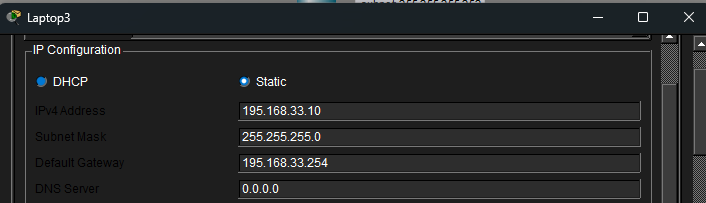 Laptop3
IP Configuration
DHCP
Static
IPv4 Address 195.168.33.10
Subnet Mask 255.255.255.0
Default Gateway 195.168.33.254
DNS Server 0.0.0.0